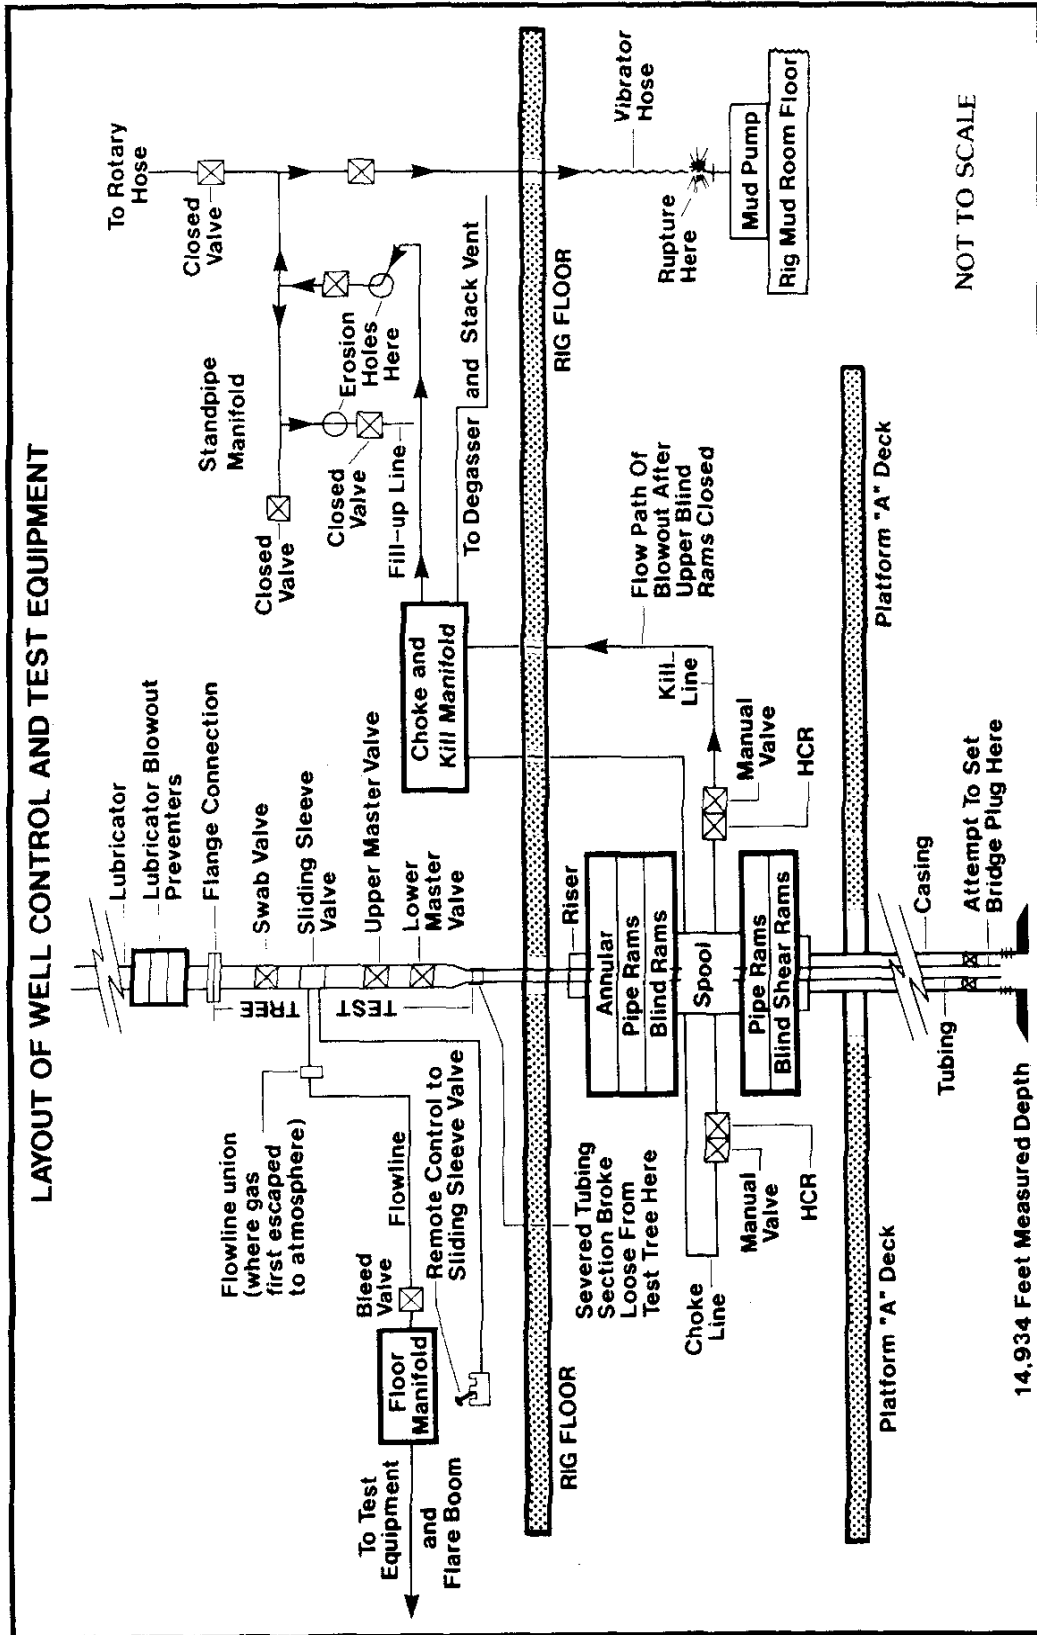 LAYOUT OF WELL CONTROL AND TEST EQUIPMENT
Lubricator
Lubricator Blowout
Preventers
Flange Connection
Swab Valve
Sliding Sleeve
Valve
Upper Master Valve
Lower
Master
Valve
TREE
TEST
Flowline union
(where gas
first escaped
to atmosphere)
Flowline
Bleed
Valve
Floor
Manifold
To Test
Equipment
and
Flare Boom
Remote Control to
Sliding Sleeve Valve
To Rotary
Hose
Closed
Valve
Standpipe
Manifold
Closed
Valve
Erosion
Holes
Here
Closed
Valve
Fill-up Line
Choke and
Kill Manifold
To Degasser and Stack Vent
RIG FLOOR
RIG FLOOR
Vibrator
Hose
Rupture
Here
Mud Pump
Rig Mud Room Floor
NOT TO SCALE
Severed Tubing
Section Broke
Loose From
Test Tree Here
Riser
Annular
Pipe Rams
Blind Rams
Spool
Pipe Rams
Blind Shear Rams
Flow Path Of
Blowout After
Upper Blind
Rams Closed
Kill
Line
Manual
Valve
HCR
Choke
Line
Manual
Valve
HCR
Platform "A" Deck
Platform "A" Deck
Casing
Tubing
Attempt To Set
Bridge Plug Here
14,934 Feet Measured Depth